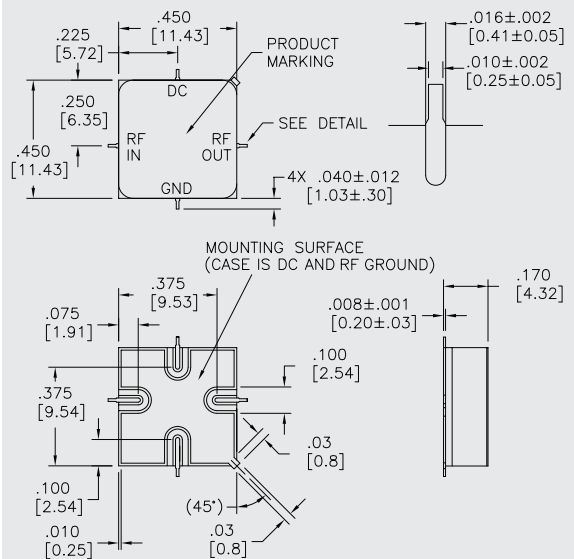 .450
[11.43]
.225
[5.72]
PRODUCT
MARKING
.016±.002
[0.41±0.05]
.010±.002
[0.25±0.05]
DC
.250
[6.35]
RF
IN
RF
OUT
SEE DETAIL
.450
[11.43]
GND
4X .040±.012
[1.03±.30]
MOUNTING SURFACE
(CASE IS DC AND RF GROUND)
.375
[9.53]
.170
[4.32]
.075
[1.91]
.008±.001
[0.20±.03]
.100
[2.54]
.375
[9.54]
.03
[0.8]
.100
[2.54]
(45°)
.010
[0.25]
.03
[0.8]